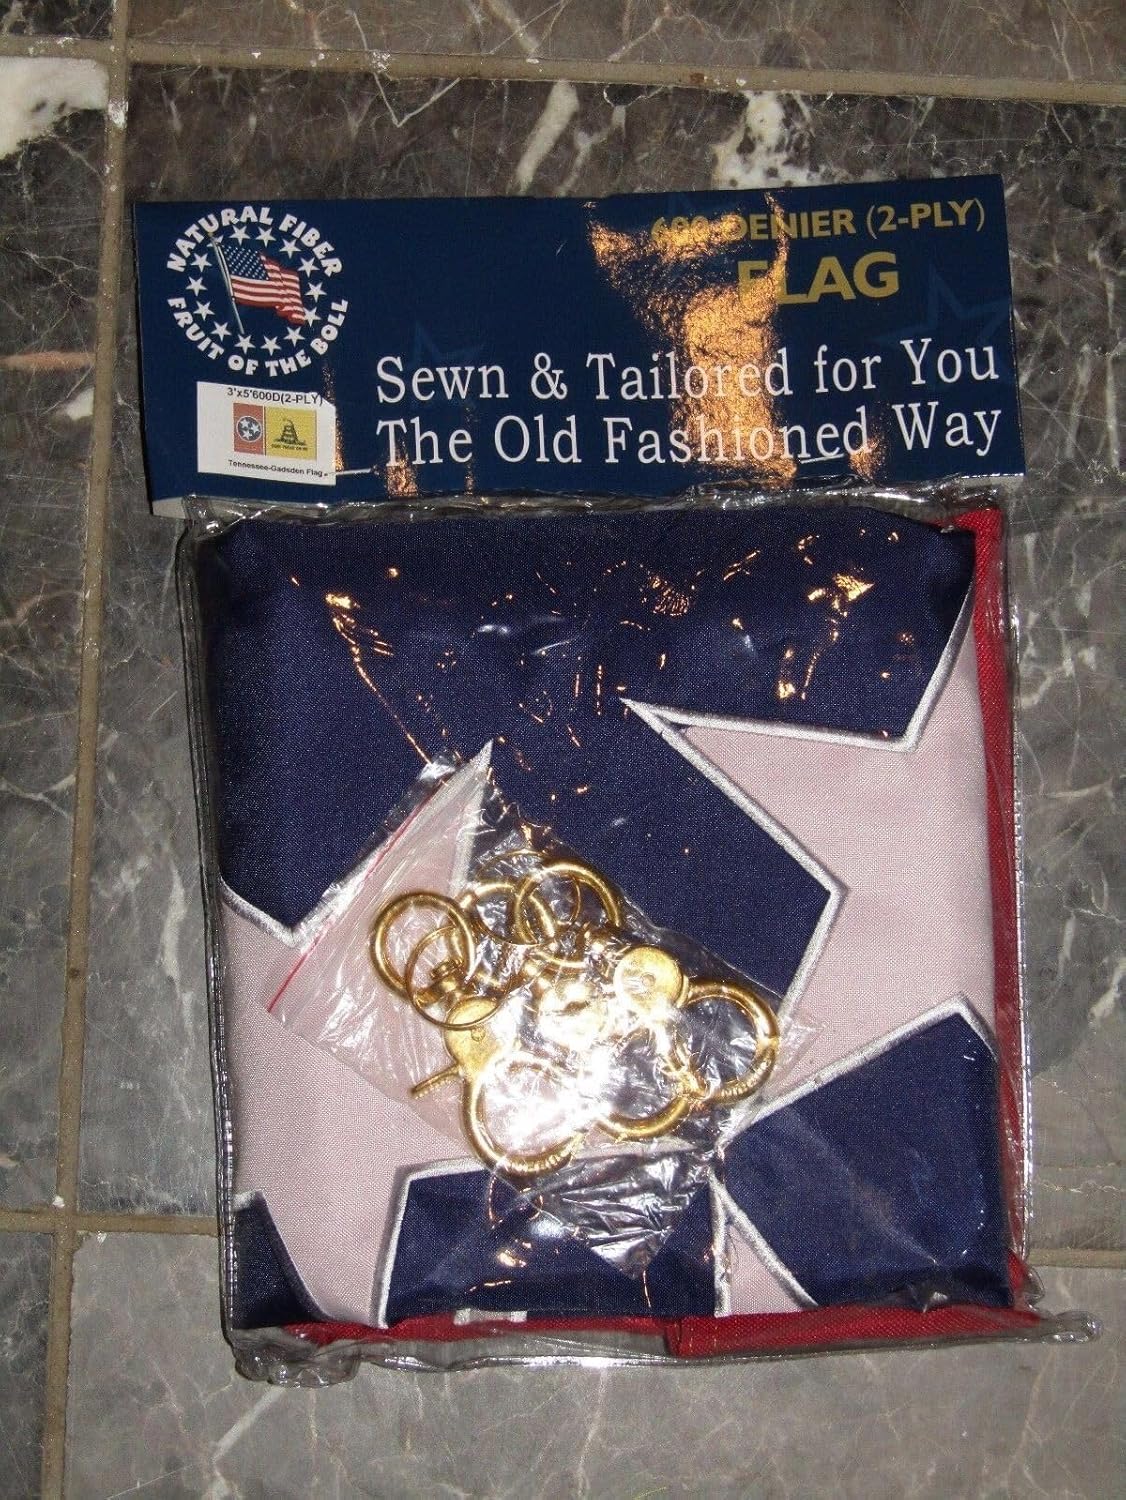 NATURAL FIBER
FRUIT OF THE BOLL
600 DENIER (2-PLY)
FLAG
Sewn & Tailored for You
The Old Fashioned Way
3'x5'600D(2-PLY)
Tennessee-Gadsden Flag